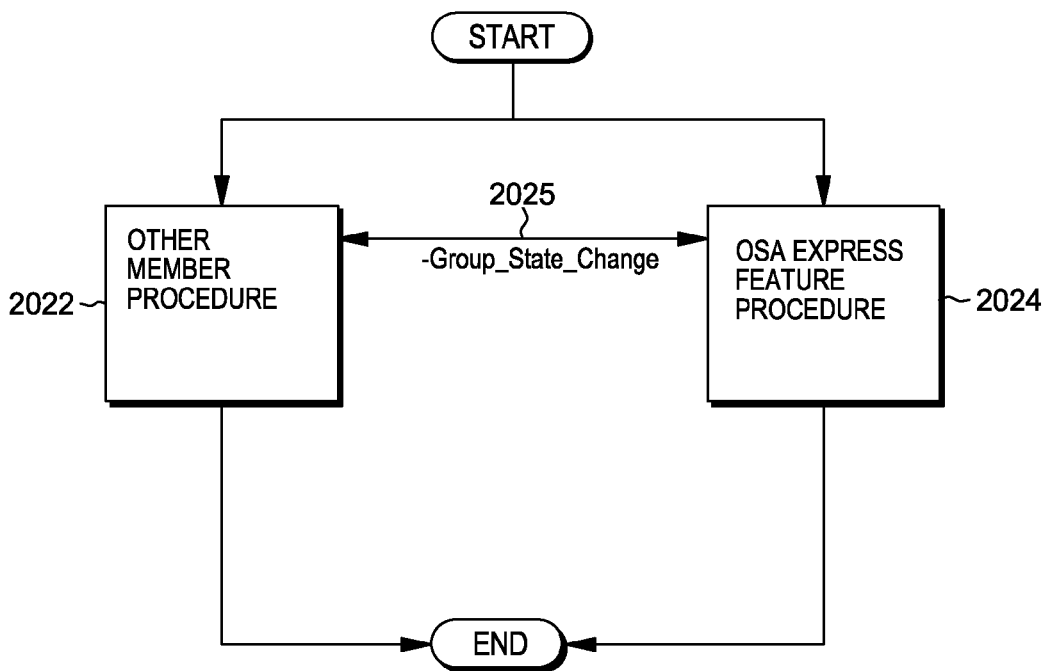 START
2025
-Group_State_Change
OTHER
MEMBER
PROCEDURE
2022
OSA EXPRESS
FEATURE
PROCEDURE
2024
END